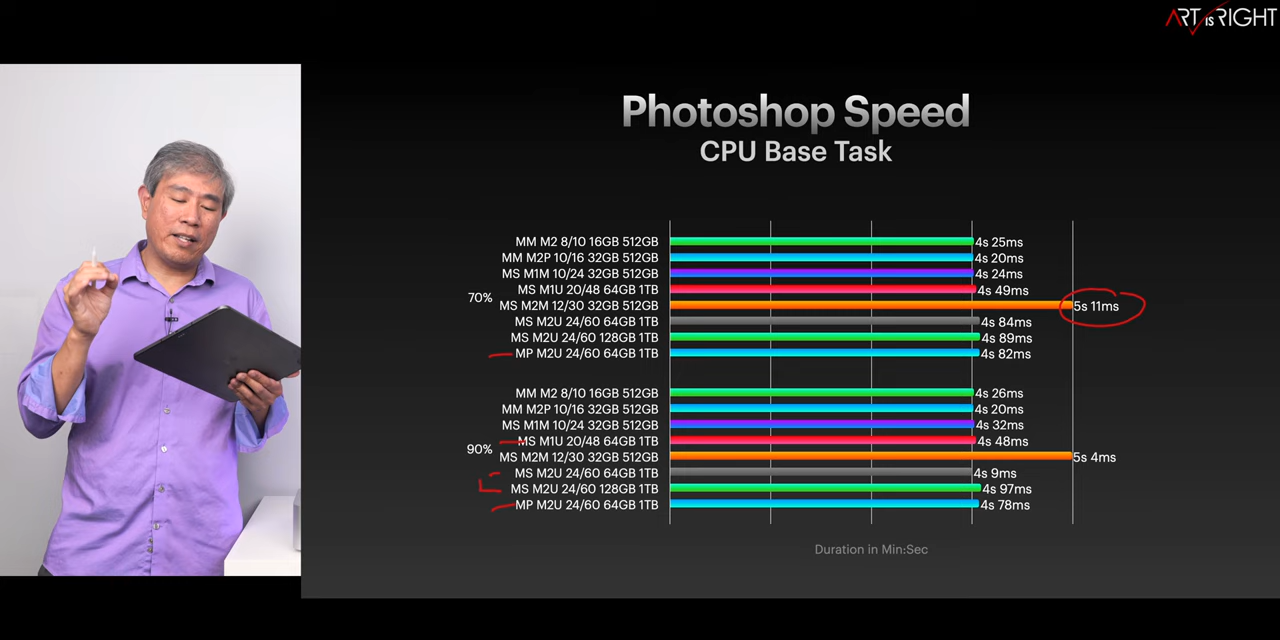 ART IS RIGHT
Photoshop Speed
CPU Base Task
70%
MM M2 8/10 16GB 512GB 4s 25ms
MM M2P 10/16 32GB 512GB 4s 20ms
MS M1M 10/24 32GB 512GB 4s 24ms
MS M1U 20/48 64GB 1TB 4s 49ms
MS M2M 12/30 32GB 512GB 5s 11ms
MS M2U 24/60 64GB 1TB 4s 84ms
MS M2U 24/60 128GB 1TB 4s 89ms
MP M2U 24/60 64GB 1TB 4s 82ms
90%
MM M2 8/10 16GB 512GB 4s 26ms
MM M2P 10/16 32GB 512GB 4s 20ms
MS M1M 10/24 32GB 512GB 4s 32ms
MS M1U 20/48 64GB 1TB 4s 48ms
MS M2M 12/30 32GB 512GB 5s 4ms
MS M2U 24/60 64GB 1TB 4s 9ms
MS M2U 24/60 128GB 1TB 4s 97ms
MP M2U 24/60 64GB 1TB 4s 78ms
Duration in Min:Sec